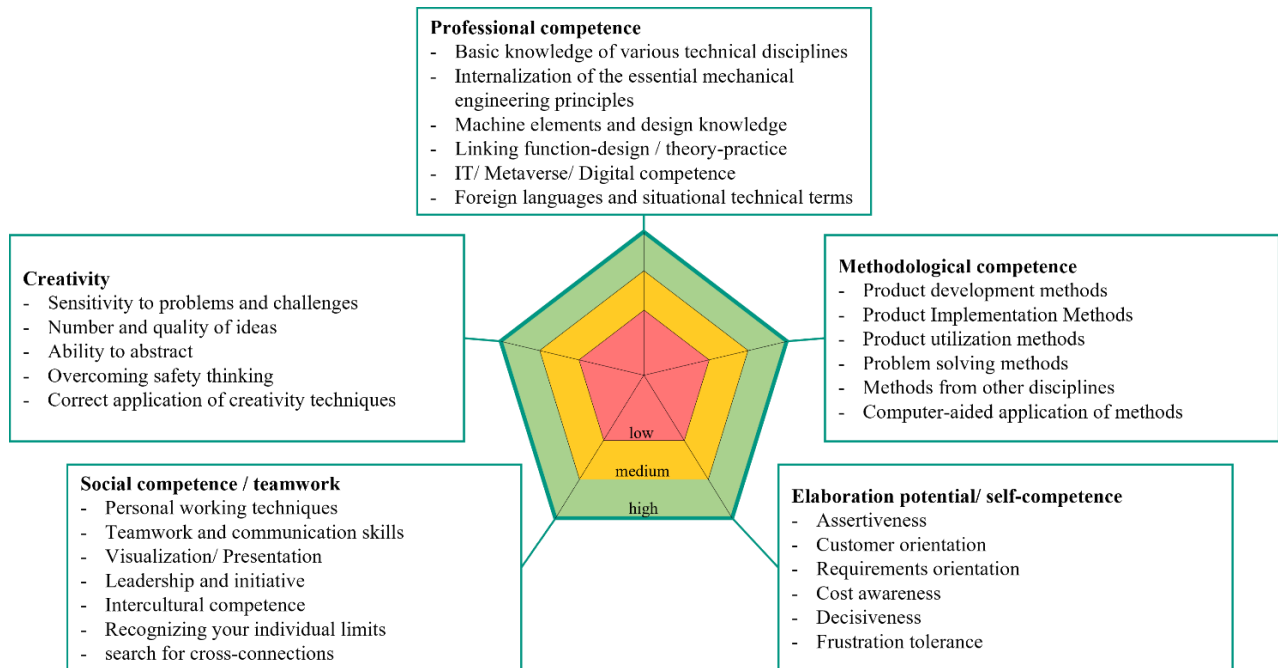 Professional competence
- Basic knowledge of various technical disciplines
- Internalization of the essential mechanical
engineering principles
- Machine elements and design knowledge
- Linking function-design / theory-practice
- IT/ Metaverse/ Digital competence
- Foreign languages and situational technical terms
Creativity
- Sensitivity to problems and challenges
- Number and quality of ideas
- Ability to abstract
- Overcoming safety thinking
- Correct application of creativity techniques
Methodological competence
- Product development methods
- Product Implementation Methods
- Product utilization methods
- Problem solving methods
- Methods from other disciplines
- Computer-aided application of methods
low
medium
high
Social competence / teamwork
- Personal working techniques
- Teamwork and communication skills
- Visualization/ Presentation
- Leadership and initiative
- Intercultural competence
- Recognizing your individual limits
- search for cross-connections
Elaboration potential/ self-competence
- Assertiveness
- Customer orientation
- Requirements orientation
- Cost awareness
- Decisiveness
- Frustration tolerance